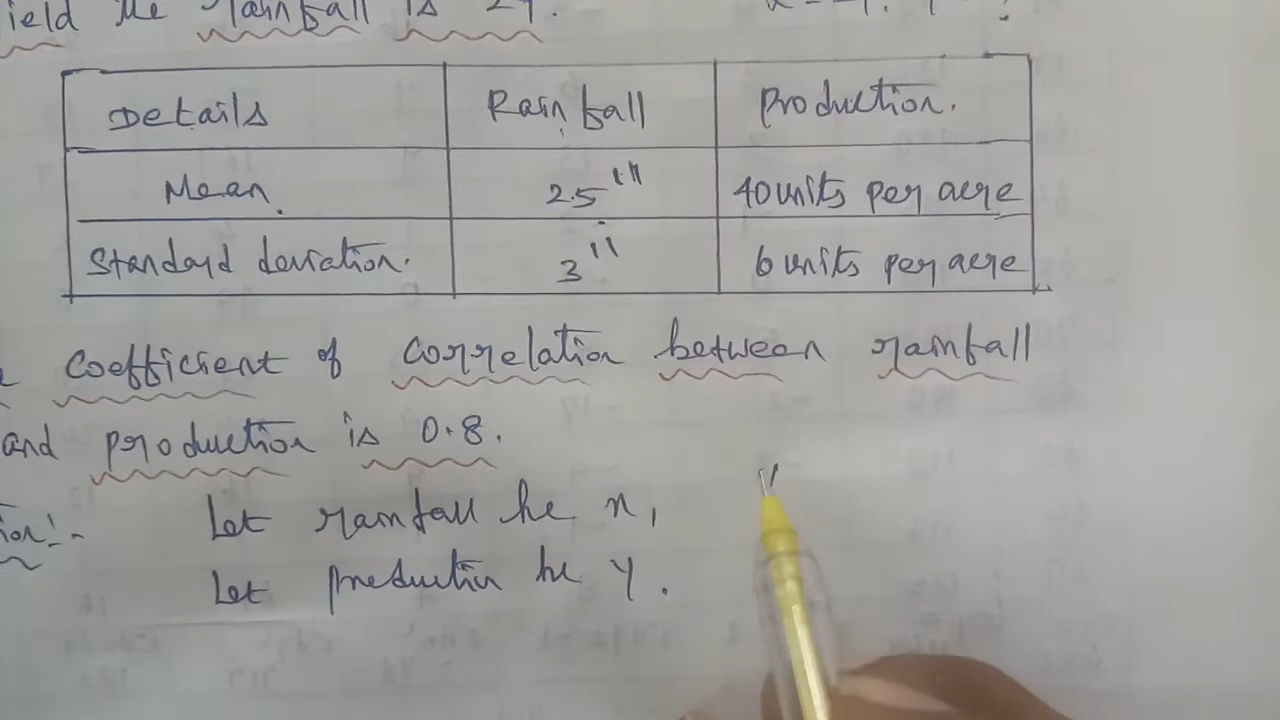 ield the rainfall is
Details Rainfall Production.
Mean. 25" 40 units per acre
Standard deviation. 3" 6 units per acre
coefficient of correlation between rainfall
and production is 0.8.
Let rainfall be x,
Let production be y.